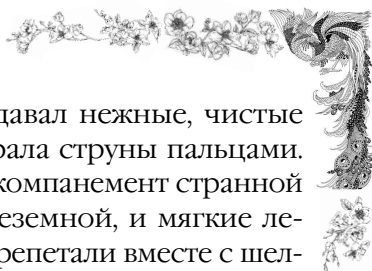 давал нежные, чистые
рала струны пальцами.
компанемент странной
еземной, и мягкие ле-
репетали вместе с шел-